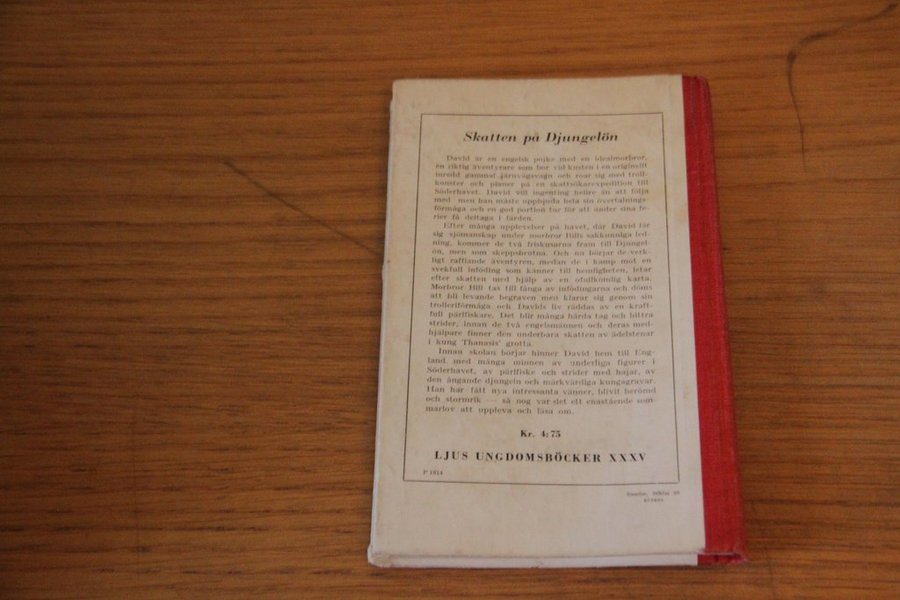 Skatten på Djungelön
David är en engelsk pojke med en idealmorbror,
en riktig äventyrare som bor vid kusten i en originellt
inredd gammal järnvägsvagn och roar sig med troll-
konster och planer på en skattsökarexpedition till
Söderhavet. David vill ingenting hellre än att följa
med men han måste uppbjuda hela sin övertalnings-
förmåga och en god portion tur för att under sina fe-
rier få deltaga i färden.
Efter många upplevelser på havet, där David lär
sig sjömanskap under morbror Bills sakkunniga led-
ning, kommer de två friskusarna fram till Djungel-
ön, men som skeppsbrutna. Och nu börjar de verk-
ligt rafflande äventyren, medan de i kamp mot en
svekfull inföding som känner till hemligheten, letar
efter skatten med hjälp av en ofullkomlig karta.
Morbror Bill tas till fånga av infödingarna och döms
att bli levande begraven men klarar sig genom sin
trolleriförmåga och Davids liv räddas av en kraft-
full pärlfiskare. Det blir många hårda tag och bittra
strider, innan de två engelsmännen och deras med-
hjälpare finner den underbara skatten av ädelstenar
i kung Thanasis' grotta.
Innan skolan börjar hinner David hem till Eng-
land med många minnen av underliga figurer i
Söderhavet, av pärlfiske och strider med hajar, av
den ångande djungeln och märkvärdiga kungagravar.
Han har fått nya intressanta vänner, blivit berömd
och stormrik — så nog var det ett enastående som-
marlov att uppleva och läsa om.
Kr. 4:75
LJUS UNGDOMSBÖCKER XXXV
P 1814